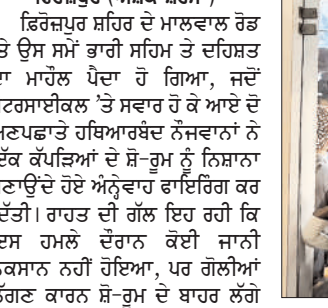 ਫ਼ਿਰੋਜ਼ਪੁਰ ਸ਼ਹਿਰ ਦੇ ਮਾਲਵਾਲ ਰੋਡ
ਤੇ ਉਸ ਸਮੇਂ ਭਾਰੀ ਸਹਿਮ ਤੇ ਦਹਿਸ਼ਤ
ਦਾ ਮਾਹੌਲ ਪੈਦਾ ਹੋ ਗਿਆ, ਜਦੋਂ
ਟਰਸਾਈਕਲ 'ਤੇ ਸਵਾਰ ਹੋ ਕੇ ਆਏ ਦੋ
ਅਣਪਛਾਤੇ ਹਥਿਆਰਬੰਦ ਨੌਜਵਾਨਾਂ ਨੇ
ਇੱਕ ਕੱਪੜਿਆਂ ਦੇ ਸ਼ੋ-ਰੂਮ ਨੂੰ ਨਿਸ਼ਾਨਾ
ਣਾਉਂਦੇ ਹੋਏ ਅੰਨ੍ਹੇਵਾਹ ਫਾਇਰਿੰਗ ਕਰ
ਦਿੱਤੀ। ਰਾਹਤ ਦੀ ਗੱਲ ਇਹ ਰਹੀ ਕਿ
ਇਸ ਹਮਲੇ ਦੌਰਾਨ ਕੋਈ ਜਾਨੀ
ਕਸਾਨ ਨਹੀਂ ਹੋਇਆ, ਪਰ ਗੋਲੀਆਂ
ਲੱਗਣ ਕਾਰਨ ਸ਼ੋ-ਰੂਮ ਦੇ ਬਾਹਰ ਲੱਗੇ